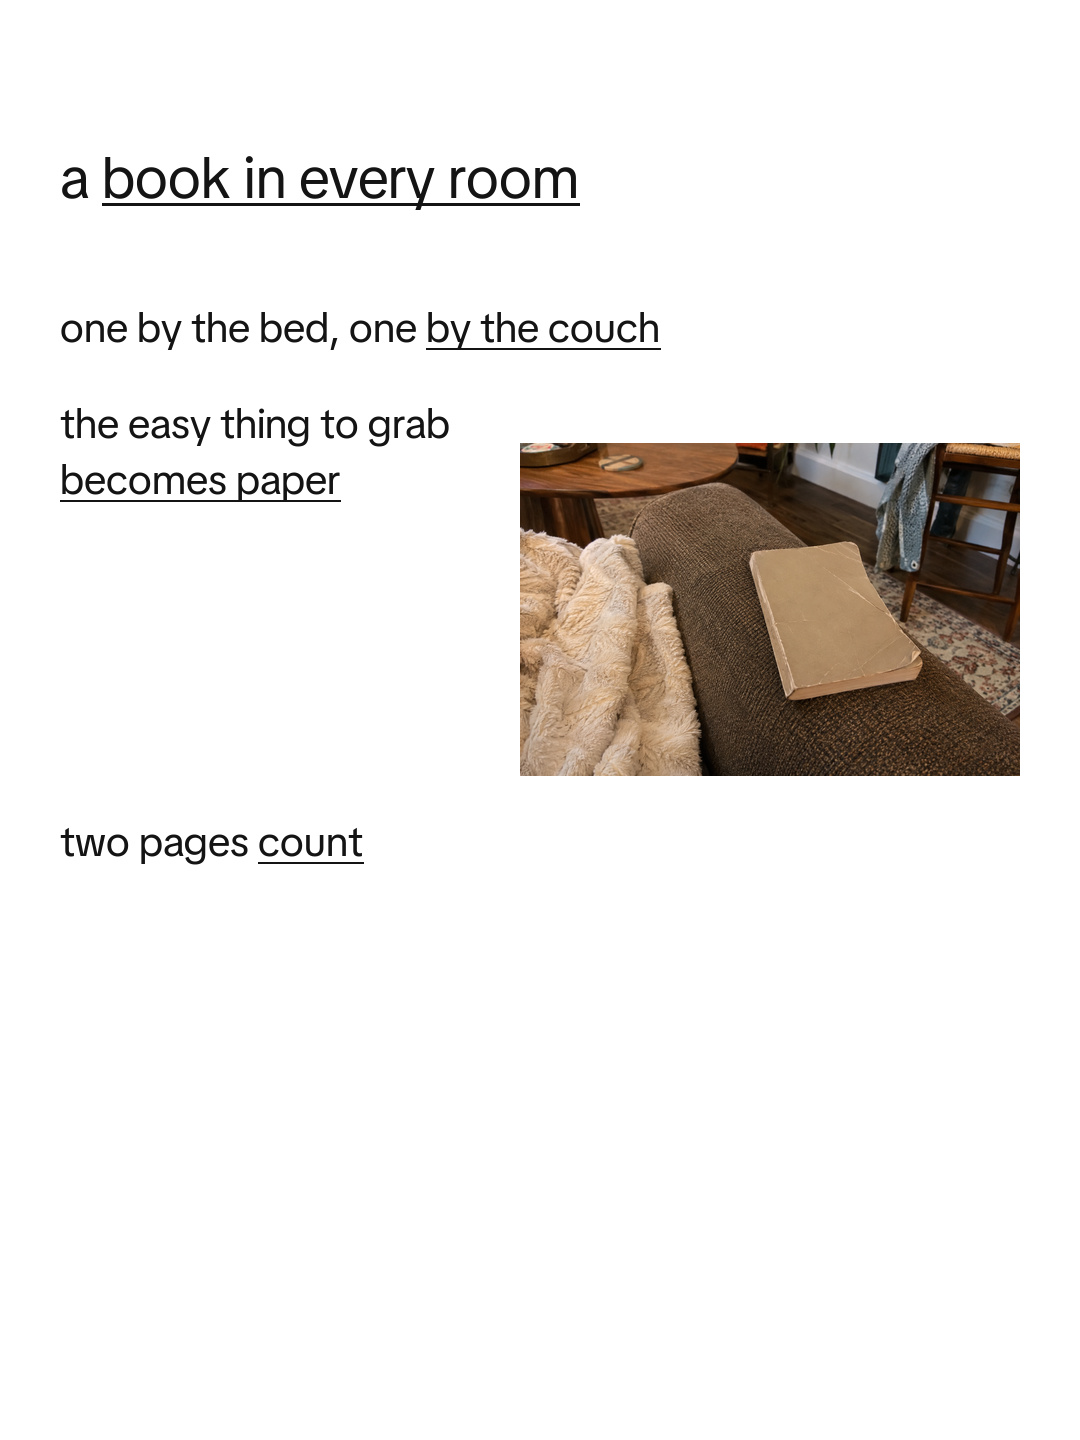 a book in every room
one by the bed, one by the couch
the easy thing to grab
becomes paper
two pages count